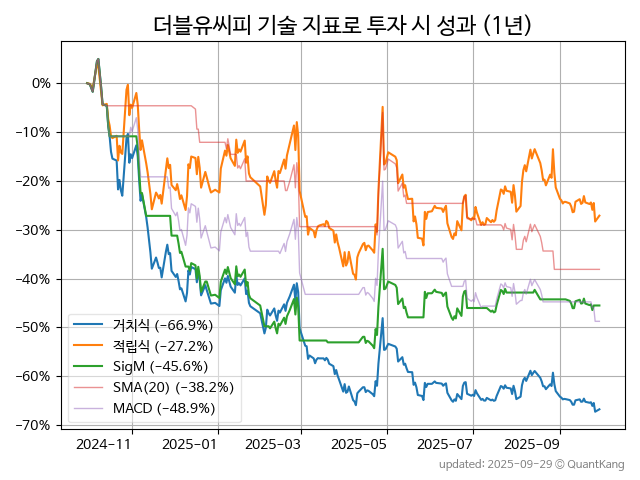 더블유씨피 기술 지표로 투자 시 성과 (1년)
0%
−10%
−20%
−30%
−40%
−50%
−60%
−70%
거치식 (−66.9%)
적립식 (−27.2%)
SigM (−45.6%)
SMA(20) (−38.2%)
MACD (−48.9%)
2024−11 2025−01 2025−03 2025−05 2025−07 2025−09
updated: 2025−09−29 © QuantKang